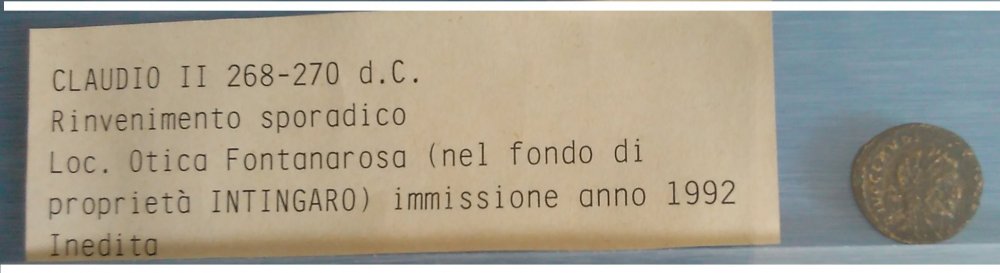 CLAUDIO II 268-270 d.C.
Rinvenimento sporadico
Loc. Otica Fontanarosa (nel fondo di
proprietà INTINGARO) immissione anno 1992
Inedita